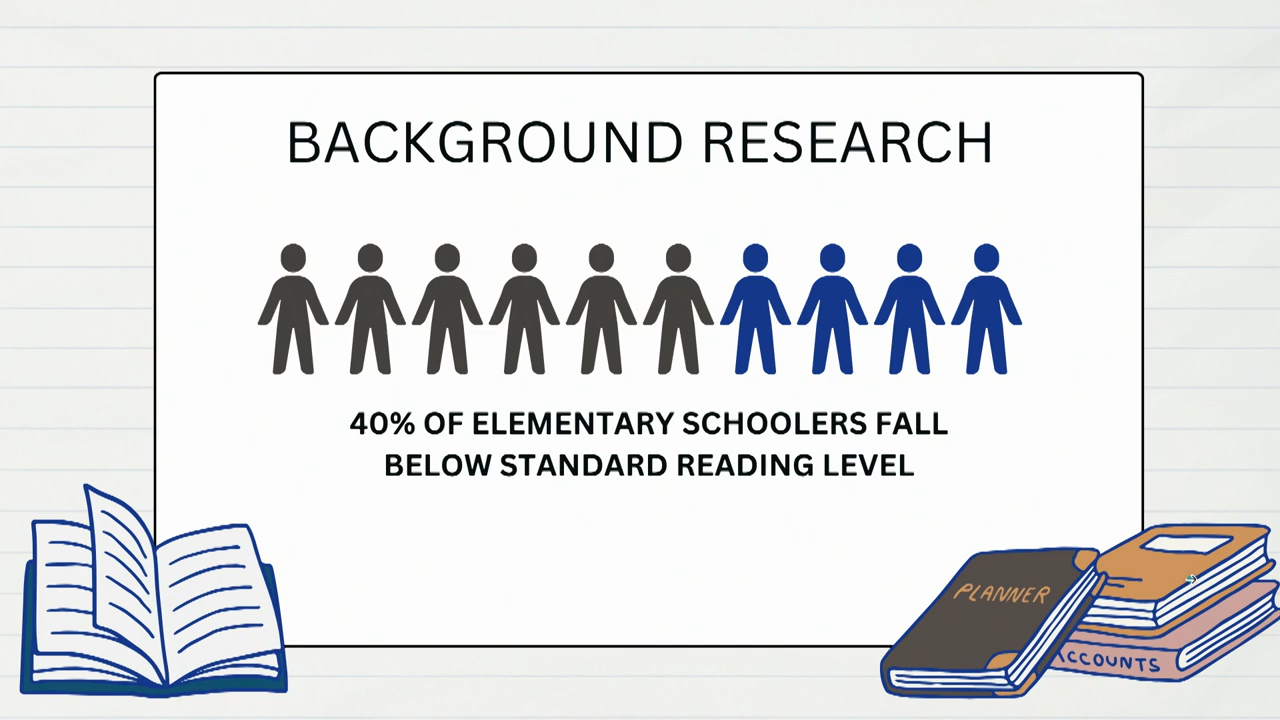 BACKGROUND RESEARCH
40% OF ELEMENTARY SCHOOLERS FALL
BELOW STANDARD READING LEVEL
PLANNER
ACCOUNTS